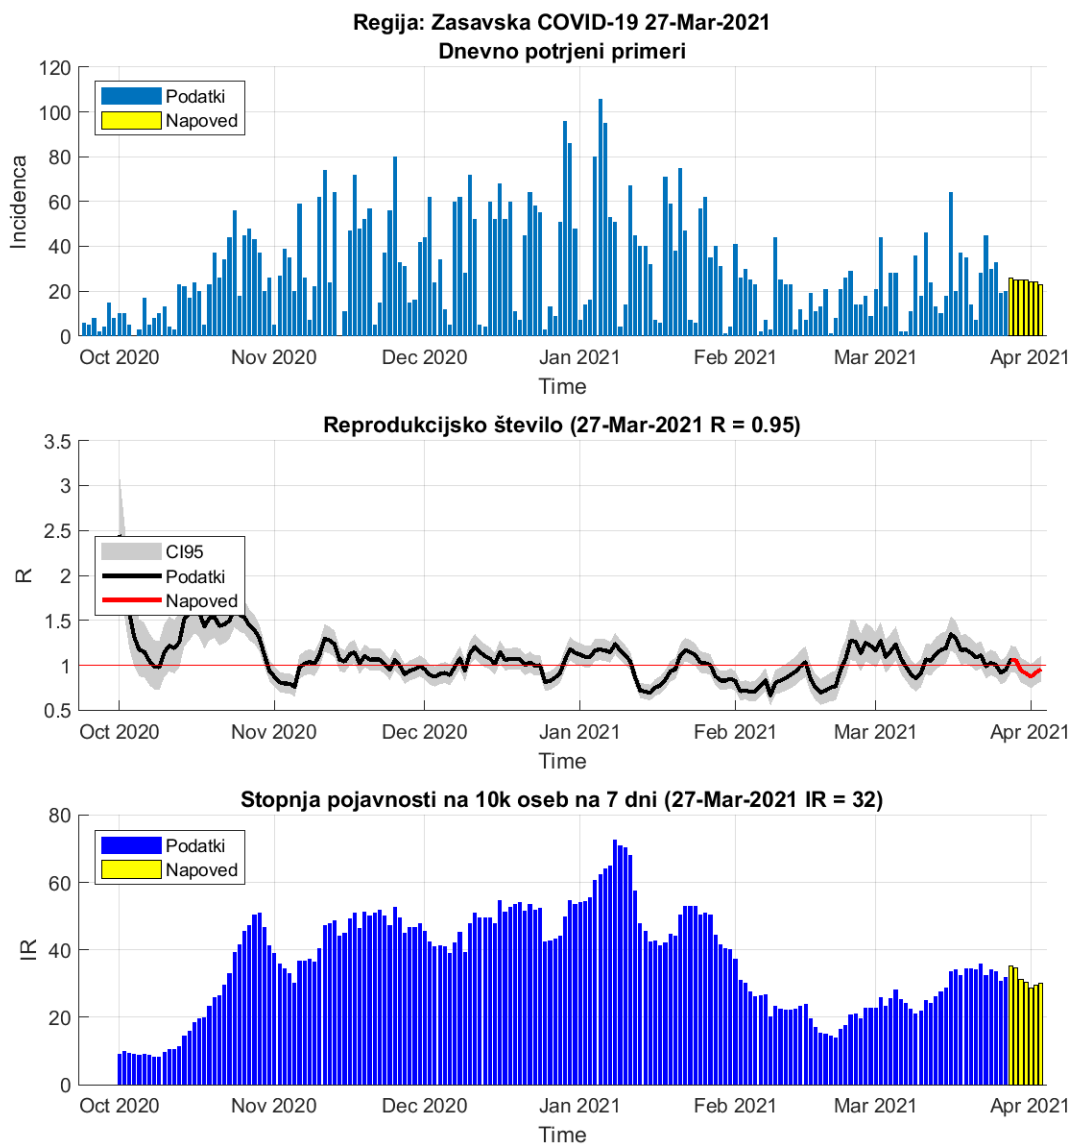 Regija: Zasavska COVID-19 27-Mar-2021
Dnevno potrjeni primeri
120
100
80
60
40
20
0
Incidenca
Podatki
Napoved
Oct 2020 Nov 2020 Dec 2020 Jan 2021 Feb 2021 Mar 2021 Apr 2021
Time
Reprodukcijsko število (27-Mar-2021 R = 0.95)
3.5
3
2.5
2
1.5
1
0.5
R
CI95
Podatki
Napoved
Oct 2020 Nov 2020 Dec 2020 Jan 2021 Feb 2021 Mar 2021 Apr 2021
Time
Stopnja pojavnosti na 10k oseb na 7 dni (27-Mar-2021 IR = 32)
80
60
40
20
0
IR
Podatki
Napoved
Oct 2020 Nov 2020 Dec 2020 Jan 2021 Feb 2021 Mar 2021 Apr 2021
Time